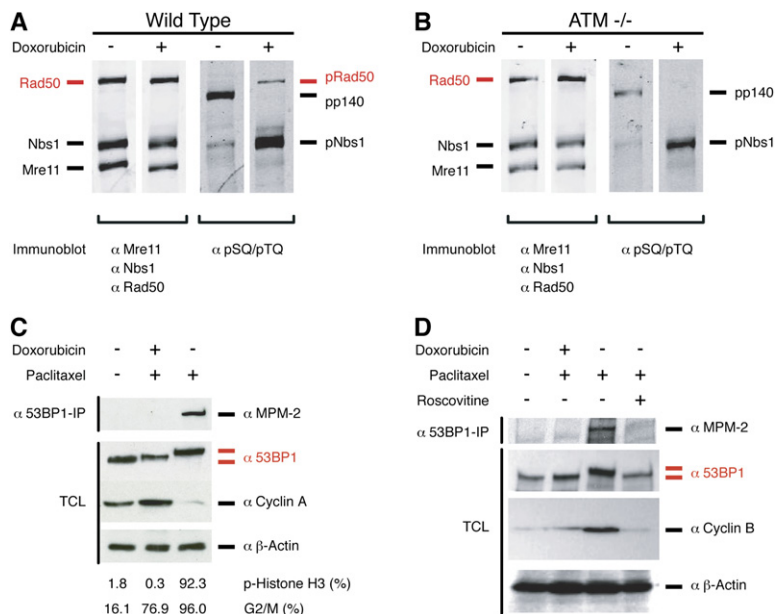 A
Wild Type
Doxorubicin - + - +
Rad50
pRad50
pp140
Nbs1
pNbs1
Mre11
Immunoblot α Mre11 α pSQ/pTQ
α Nbs1
α Rad50
B
ATM -/-
Doxorubicin - + - +
Rad50
pp140
Nbs1
pNbs1
Mre11
Immunoblot α Mre11 α pSQ/pTQ
α Nbs1
α Rad50
C
Doxorubicin - + -
Paclitaxel - + +
α 53BP1-IP α MPM-2
α 53BP1
TCL α Cyclin A
α β-Actin
1.8 0.3 92.3 p-Histone H3 (%)
16.1 76.9 96.0 G2/M (%)
D
Doxorubicin - + - -
Paclitaxel - + + +
Roscovitine - - - +
α 53BP1-IP α MPM-2
α 53BP1
TCL α Cyclin B
α β-Actin